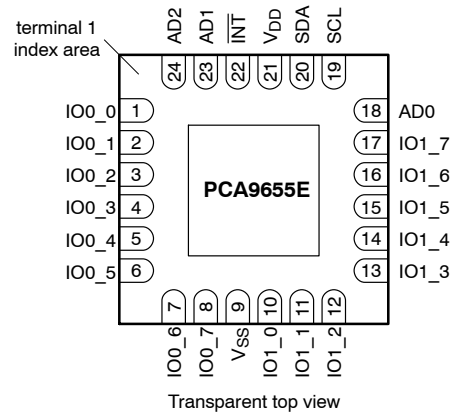 terminal 1
index area
AD2
AD1
INT
VDD
SDA
SCL
24
23
22
21
20
19
IO0_0 1
IO0_1 2
IO0_2 3
IO0_3 4
IO0_4 5
IO0_5 6
PCA9655E
18 AD0
17 IO1_7
16 IO1_6
15 IO1_5
14 IO1_4
13 IO1_3
7
8
9
10
11
12
IO0_6
IO0_7
VSS
IO1_0
IO1_1
IO1_2
Transparent top view